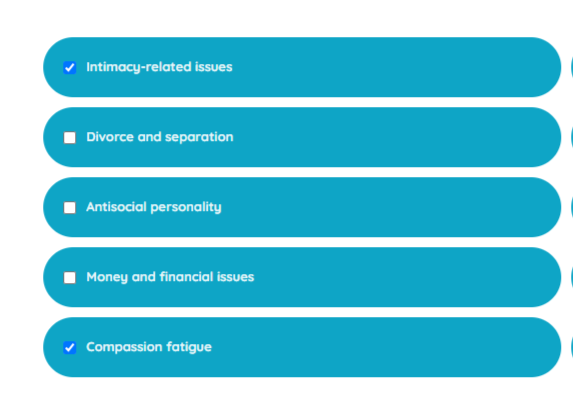 Intimacy-related issues
Divorce and separation
Antisocial personality
Money and financial issues
Compassion fatigue